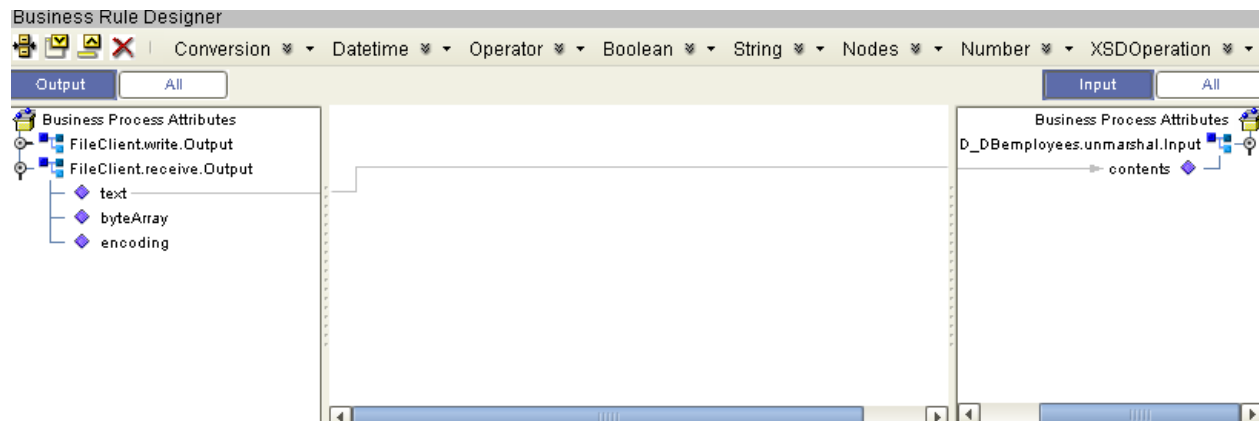 Business Rule Designer
Conversion Datetime Operator Boolean String Nodes Number XSDOperation
Output All Input All
Business Process Attributes Business Process Attributes
FileClient.write.Output D_DBemployees.unmarshal.Input
FileClient.receive.Output contents
text
byteArray
encoding